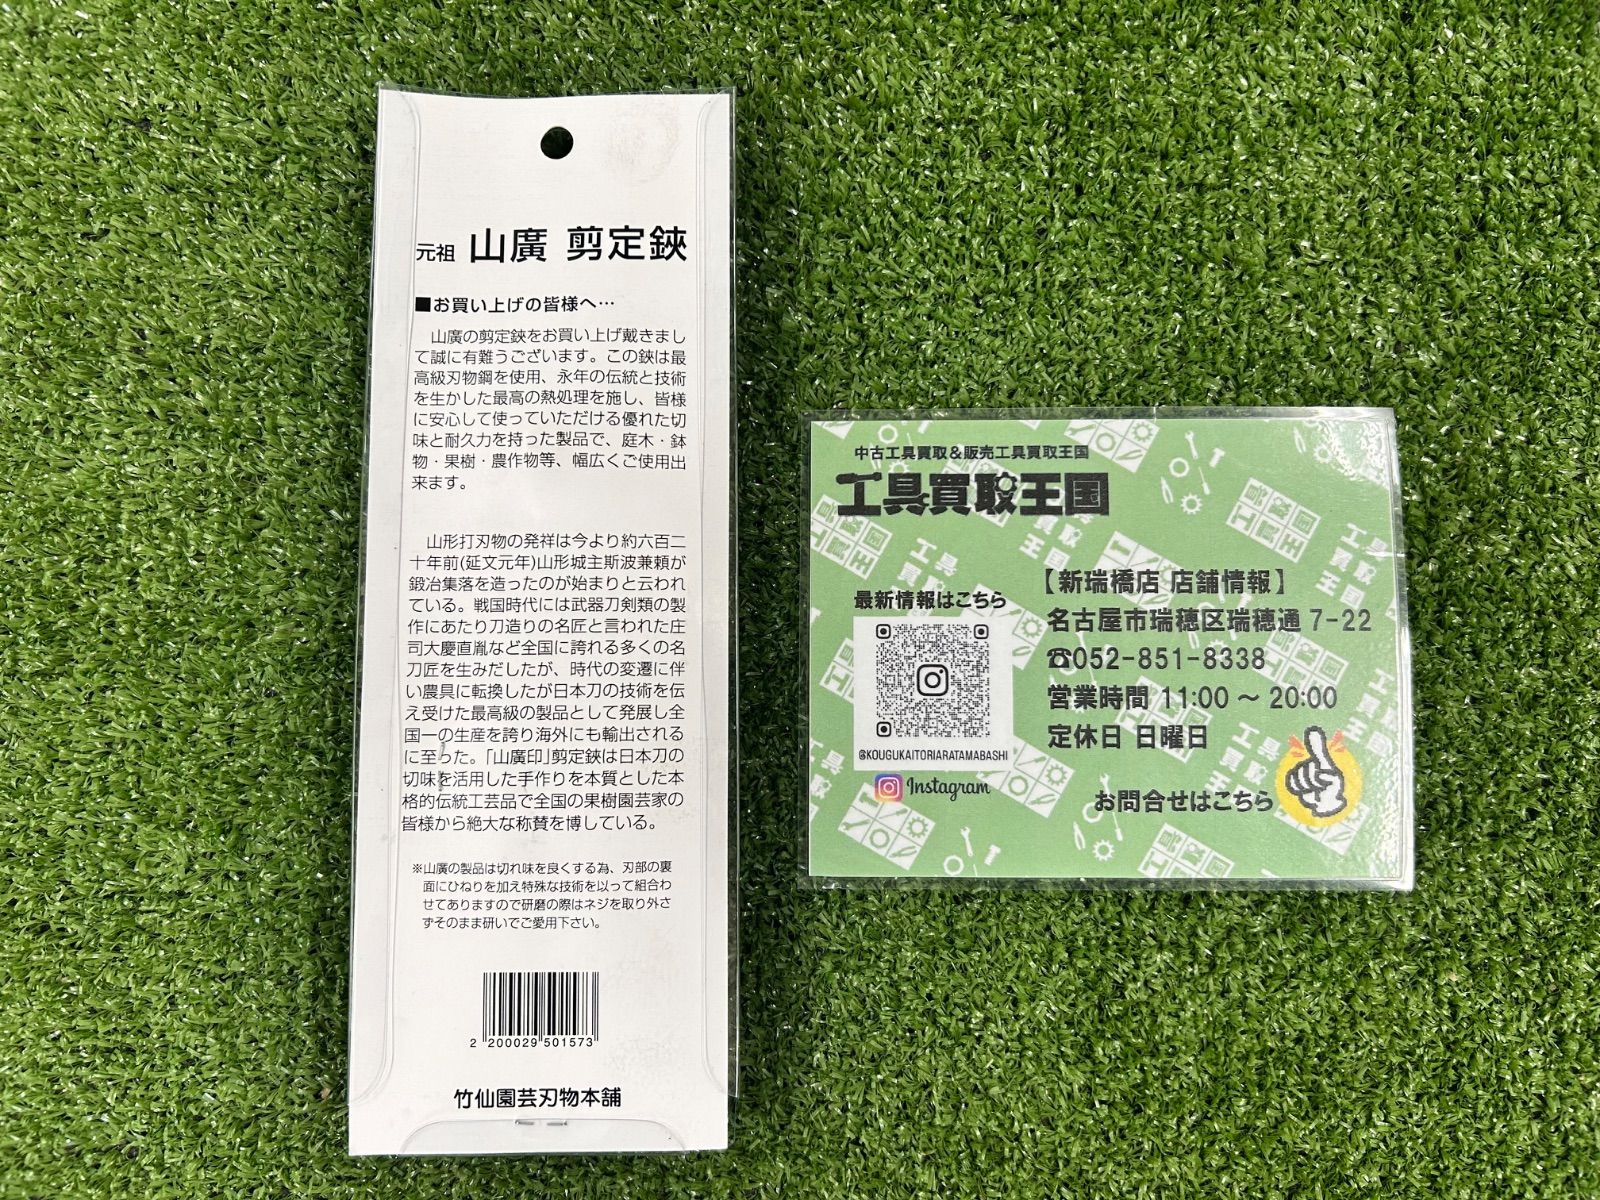 元祖 山廣 剪定鋏
■お買い上げの皆様へ…
山廣の剪定鋏をお買い上げ戴きまし
て誠に有難うございます。この鋏は最
高級刃物鋼を使用、永年の伝統と技術
を生かした最高の熱処理を施し、皆様
に安心して使っていただける優れた切
味と耐久力を持った製品で、庭木・鉢
物・果樹・農作物等、幅広くご使用出
来ます。
山形打刃物の発祥は今より約六百二
十年前(延文元年)山形城主斯波兼頼が
鍛冶集落を造ったのが始まりと云われ
ている。戦国時代には武器刀剣類の製
作にあたり刀造りの名匠と言われた庄
司大慶直胤など全国に誇れる多くの名
刀匠を生みだしたが、時代の変遷に伴
い農具に転換したが日本刀の技術を伝
え受けた最高級の製品として発展し全
国一の生産を誇り海外にも輸出される
に至った。「山廣印」剪定鋏は日本刀の
切味を活用した手作りを本質とした本
格的伝統工芸品で全国の果樹園芸家の
皆様から絶大な称賛を博している。
※山廣の製品は切れ味を良くする為、刃部の裏
面にひねりを加え特殊な技術を以って組合わ
せてありますので研磨の際はネジを取り外さ
ずそのまま研いでご愛用下さい。
2 200029 501573
竹仙園芸刃物本舗
中古工具買取&販売工具買取王国
工具買取王国
最新情報はこちら
@KOUGUKAITORIARATAMABASHI
Instagram
【新瑞橋店 店舗情報】
名古屋市瑞穂区瑞穂通 7-22
☎052-851-8338
営業時間 11:00 ～ 20:00
定休日 日曜日
お問合せはこちら